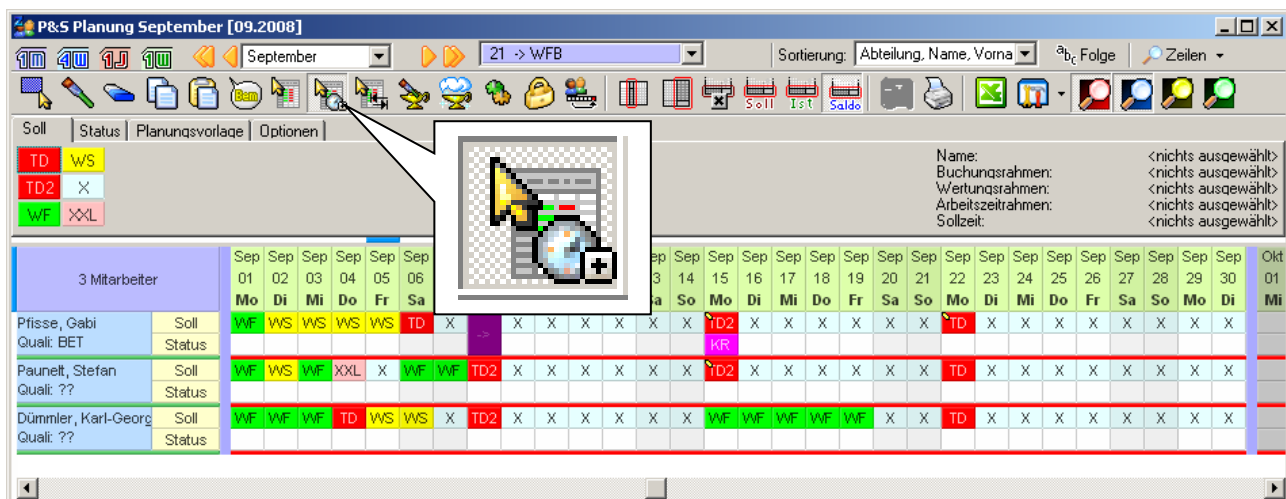 P&S Planung September [09.2008]
September 21 -> WFB Sortierung: Abteilung, Name, Vorna abc Folge Zeilen
Bem Soll Ist Saldo
Soll Status Planungsvorlage Optionen
TD WS
TD2 X
WF XXL
Name: <nichts ausgewählt>
Buchungsrahmen: <nichts ausgewählt>
Wertungsrahmen: <nichts ausgewählt>
Arbeitszeitrahmen: <nichts ausgewählt>
Sollzeit: <nichts ausgewählt>
3 Mitarbeiter
Sep Sep Sep Sep Sep Sep ep Sep Sep Sep Sep Sep Sep Sep Sep Sep Sep Sep Sep Sep Sep Sep Sep Sep Okt
01 02 03 04 05 06 3 14 15 16 17 18 19 20 21 22 23 24 25 26 27 28 29 30 01
Mo Di Mi Do Fr Sa a So Mo Di Mi Do Fr Sa So Mo Di Mi Do Fr Sa So Mo Di Mi
Pfisse, Gabi Soll WF WS WS WS WS TD X -> X X X X X X TD2 X X X X X X TD X X X X X X X X
Quali: BET Status KR
Paunelt, Stefan Soll WF WS WF XXL X WF WF TD2 X X X X X X TD2 X X X X X X TD X X X X X X X X
Quali: ?? Status
Dümmler, Karl-Georg Soll WF WF WF TD WS WS X TD2 X X X X X X WF WF WF WF WF X X TD X X X X X X X X
Quali: ?? Status